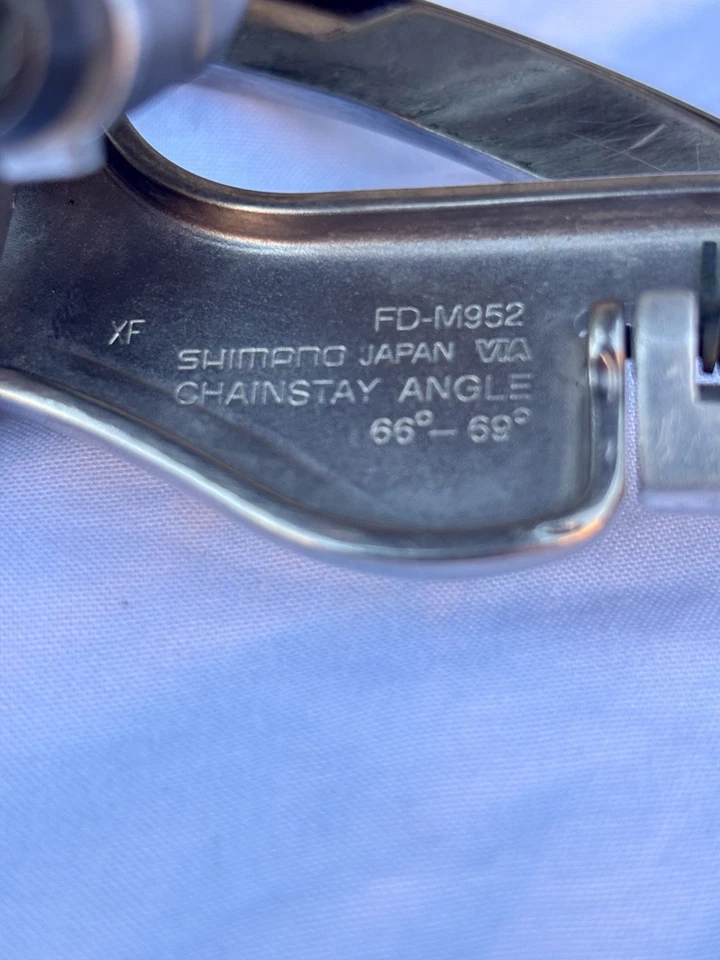 XF
FD-M952
SHIMANO JAPAN VIA
CHAINSTAY ANGLE
66°–69°